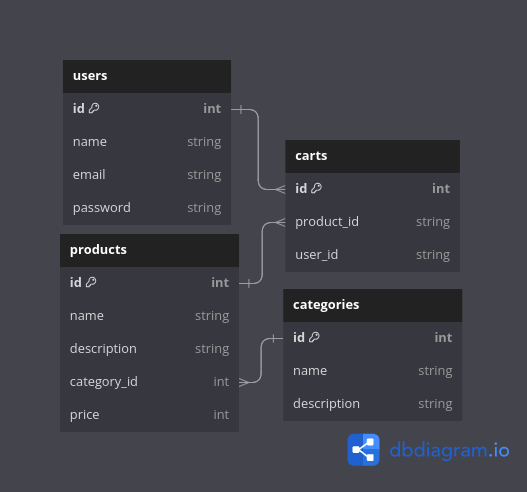 users
id int
name string
email string
password string
carts
id int
product_id string
user_id string
products
id int
name string
description string
category_id int
price int
categories
id int
name string
description string
dbdiagram.io